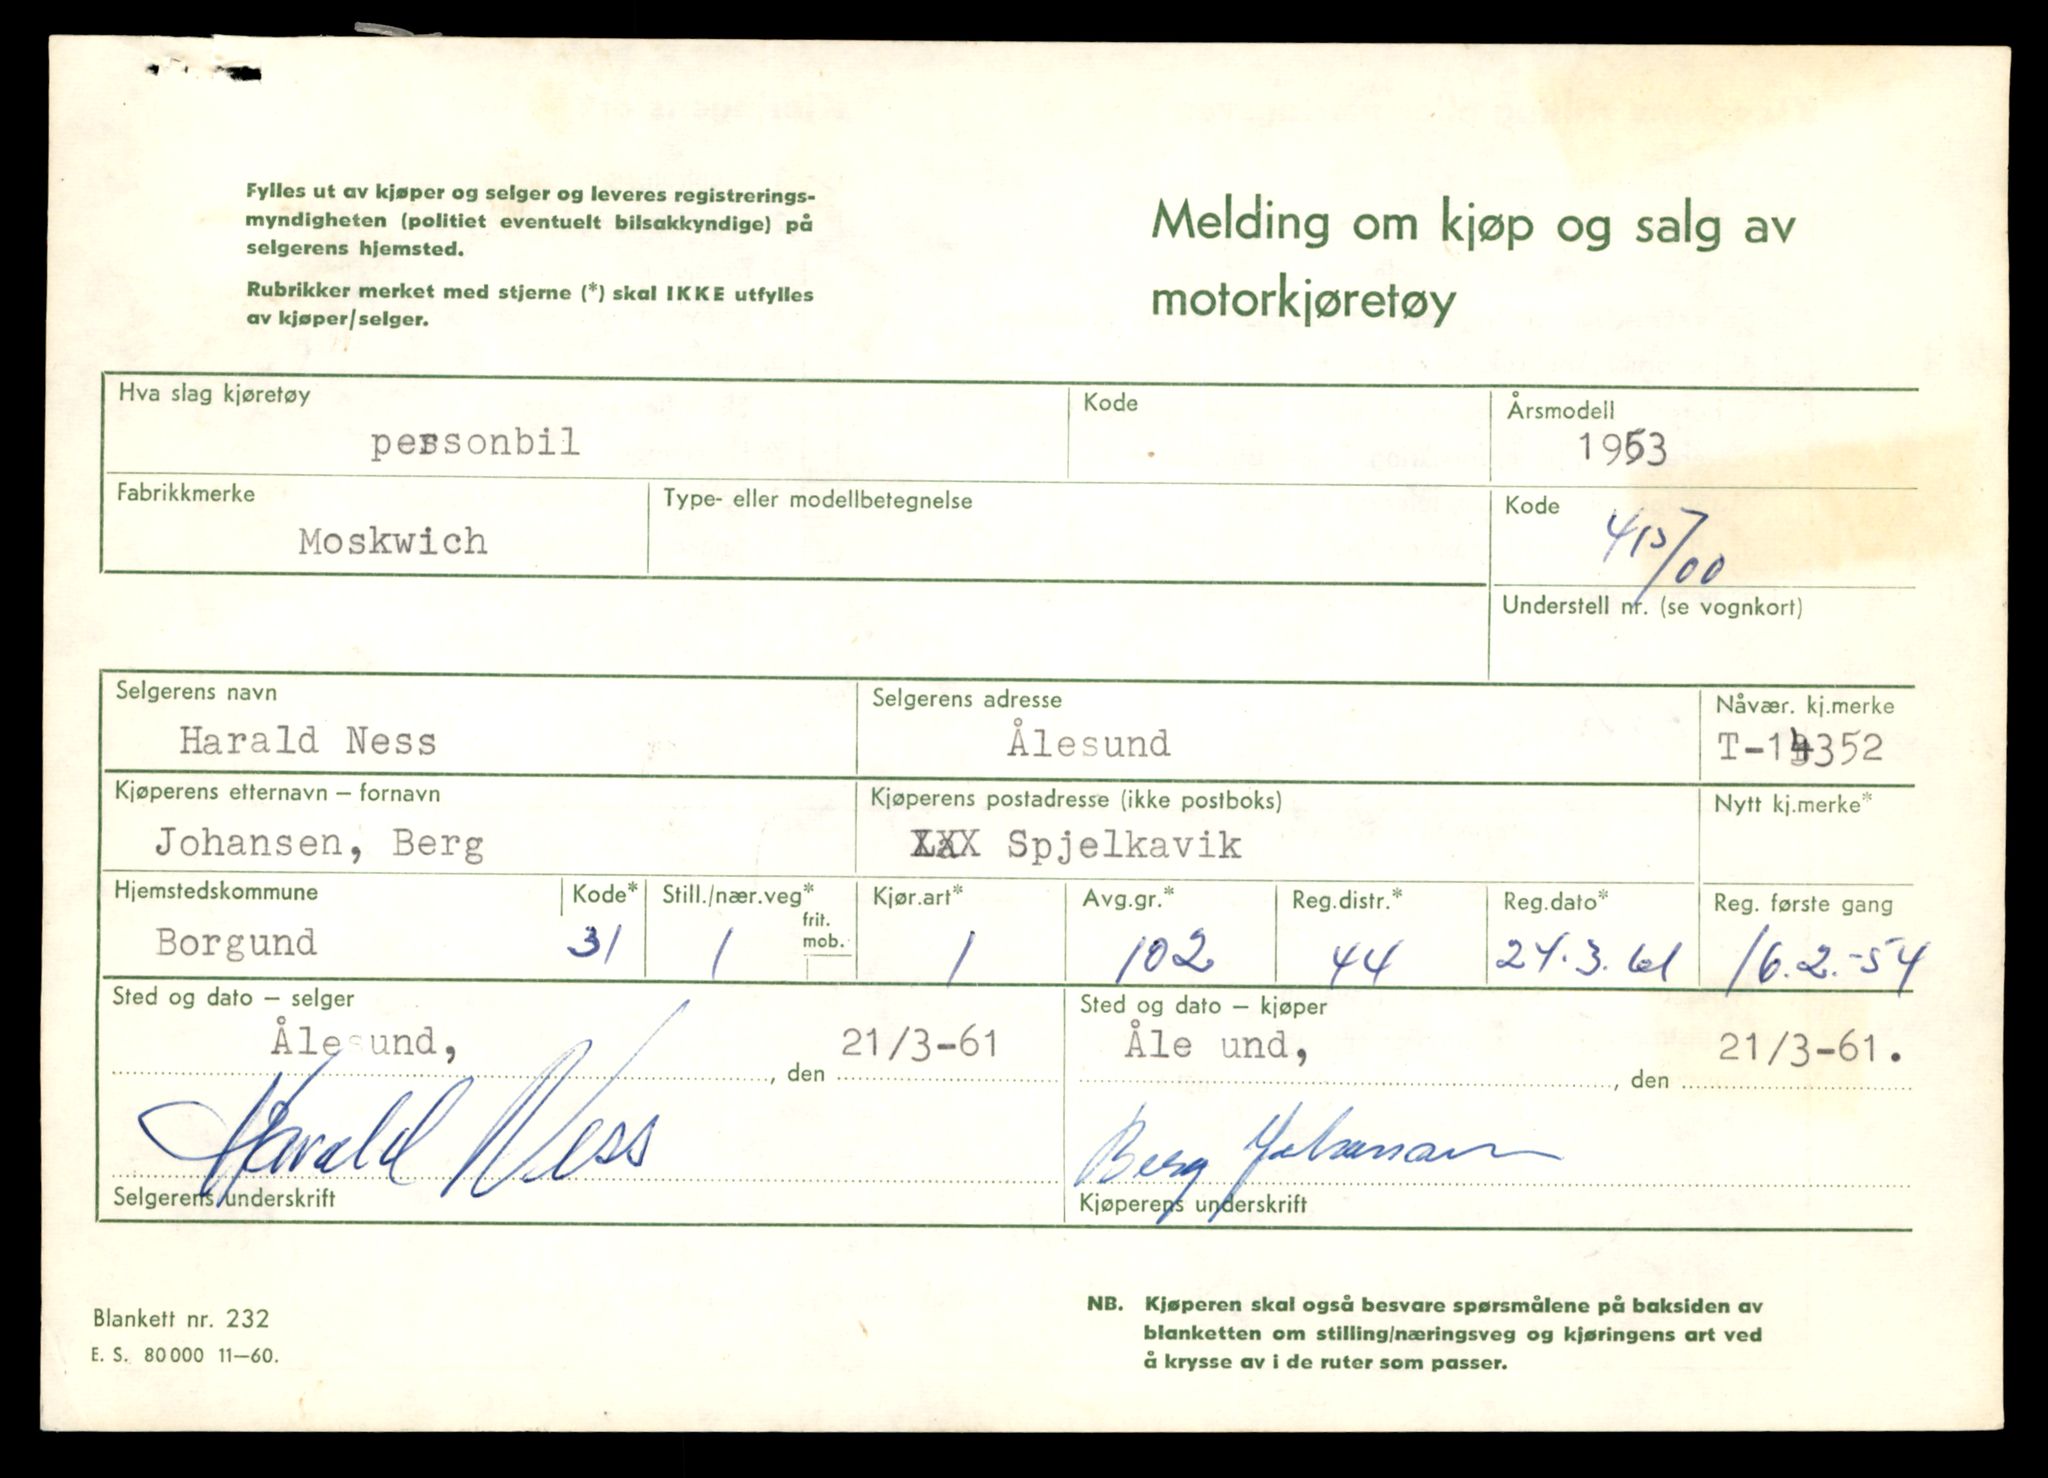 Fylles ut av kjøper og selger og leveres registrerings-
myndigheten (politiet eventuelt bilsakkyndige) på
selgerens hjemsted.
Rubrikker merket med stjerne (*) skal IKKE utfylles
av kjøper/selger.
Melding om kjøp og salg av
motorkjøretøy
Hva slag kjøretøy
personbil
Kode
Årsmodell
1953
Fabrikkmerke
Moskwich
Type- eller modellbetegnelse
Kode
415/00
Understell nr. (se vognkort)
Selgerens navn
Harald Ness
Selgerens adresse
Ålesund
Nåvær. kj.merke
T-14352
Kjøperens etternavn – fornavn
Johansen, Berg
Kjøperens postadresse (ikke postboks)
Spjelkavik
Nytt kj.merke*
Hjemstedskommune
Borgund
Kode*
31
Still./nær.veg*
1
frit.
mob.
Kjør.art*
1
Avg.gr.*
102
Reg.distr.*
44
Reg.dato*
24.3.61
Reg. første gang
16.2.-54
Sted og dato – selger
Ålesund, , den 21/3-61
Harald Ness
Selgerens underskrift
Sted og dato – kjøper
Åle und, , den 21/3-61.
Berg Johansen
Kjøperens underskrift
Blankett nr. 232
E. S. 80000 11–60.
NB. Kjøperen skal også besvare spørsmålene på baksiden av
blanketten om stilling/næringsveg og kjøringens art ved
å krysse av i de ruter som passer.